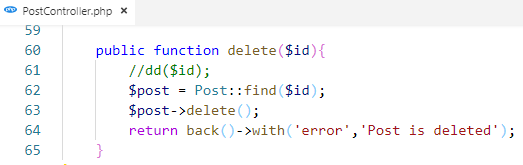 php PostController.php ×
59
60 public function delete($id){
61 //dd($id);
62 $post = Post::find($id);
63 $post->delete();
64 return back()->with('error','Post is deleted');
65 }